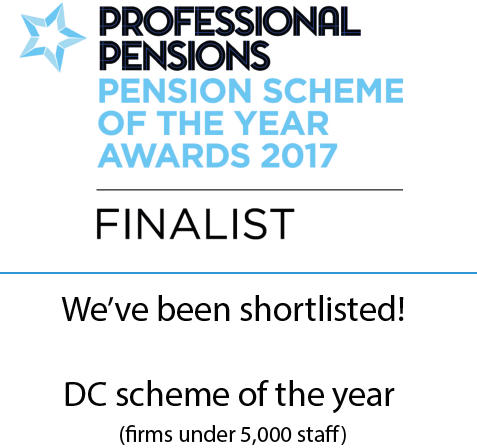 PROFESSIONAL
PENSIONS
PENSION SCHEME
OF THE YEAR
AWARDS 2017
FINALIST
We’ve been shortlisted!
DC scheme of the year
(firms under 5,000 staff)